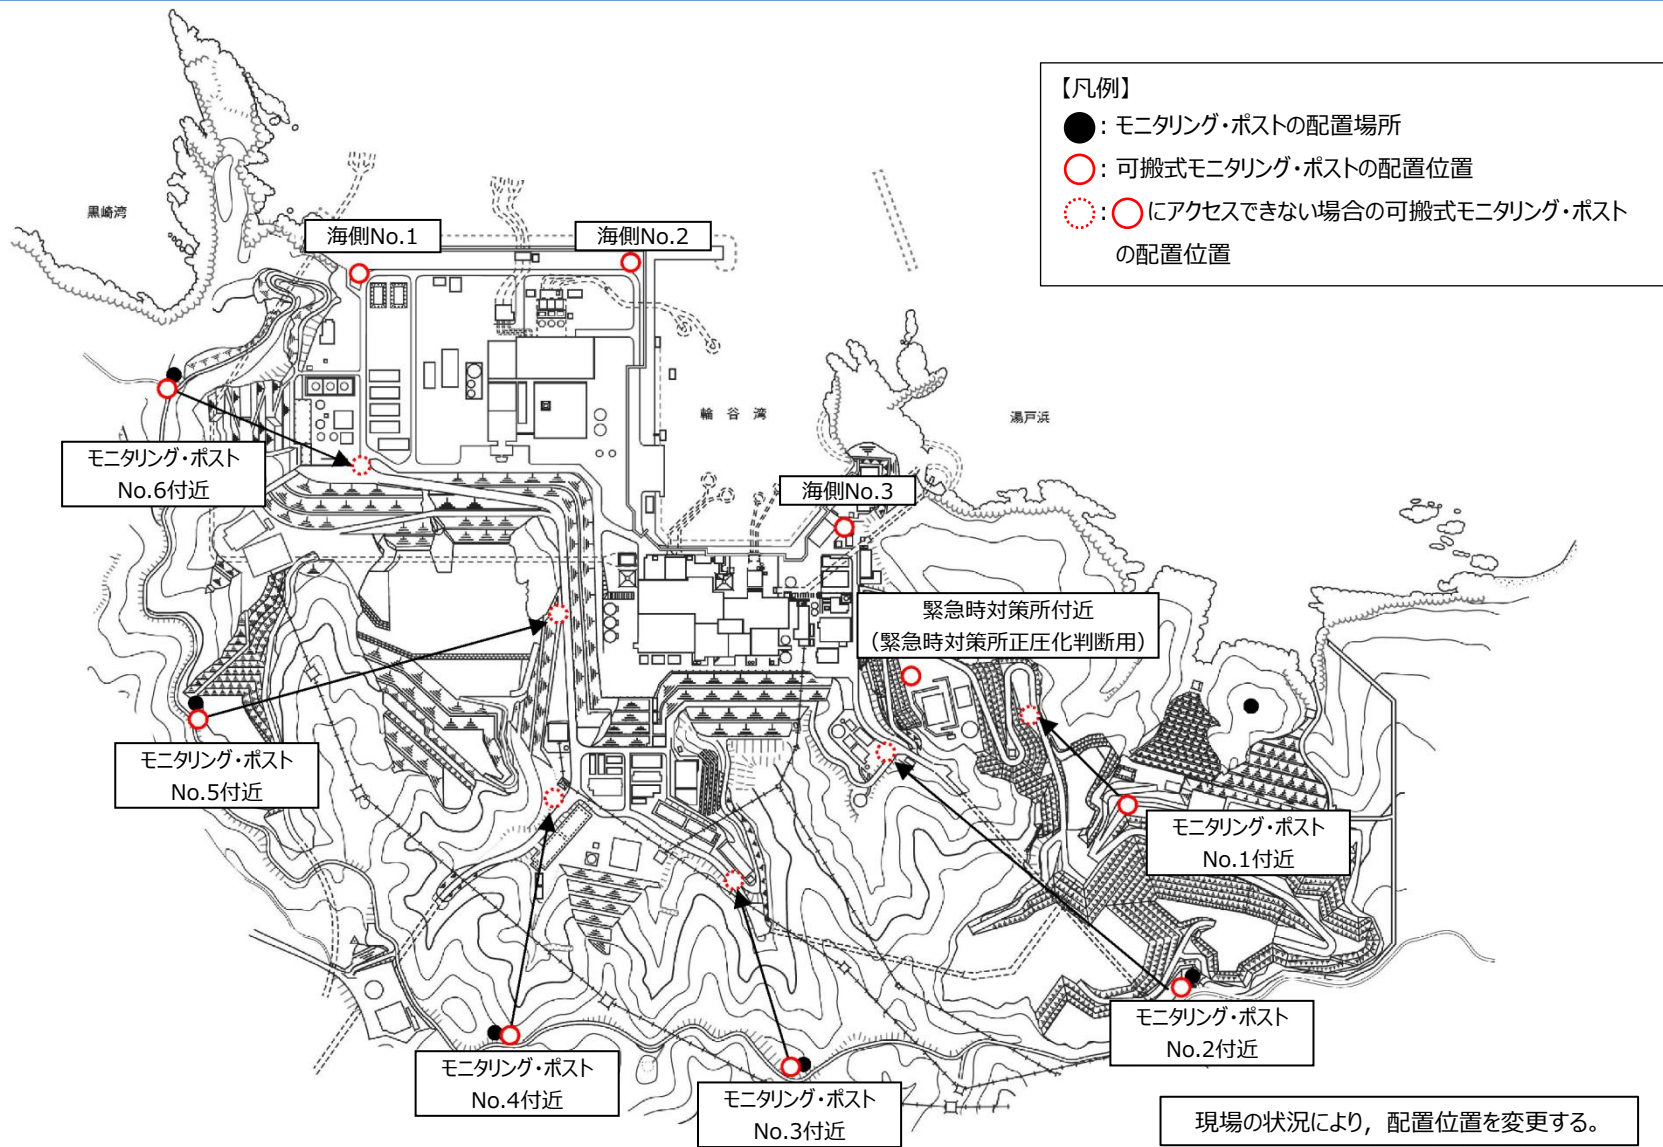 【凡例】
●：モニタリング・ポストの配置場所
○：可搬式モニタリング・ポストの配置位置
：○にアクセスできない場合の可搬式モニタリング・ポスト
の配置位置
黒崎湾
海側No.1
海側No.2
輪谷湾
湯戸浜
モニタリング・ポスト
No.6付近
海側No.3
緊急時対策所付近
（緊急時対策所正圧化判断用）
モニタリング・ポスト
No.5付近
モニタリング・ポスト
No.1付近
モニタリング・ポスト
No.2付近
モニタリング・ポスト
No.4付近
モニタリング・ポスト
No.3付近
現場の状況により，配置位置を変更する。